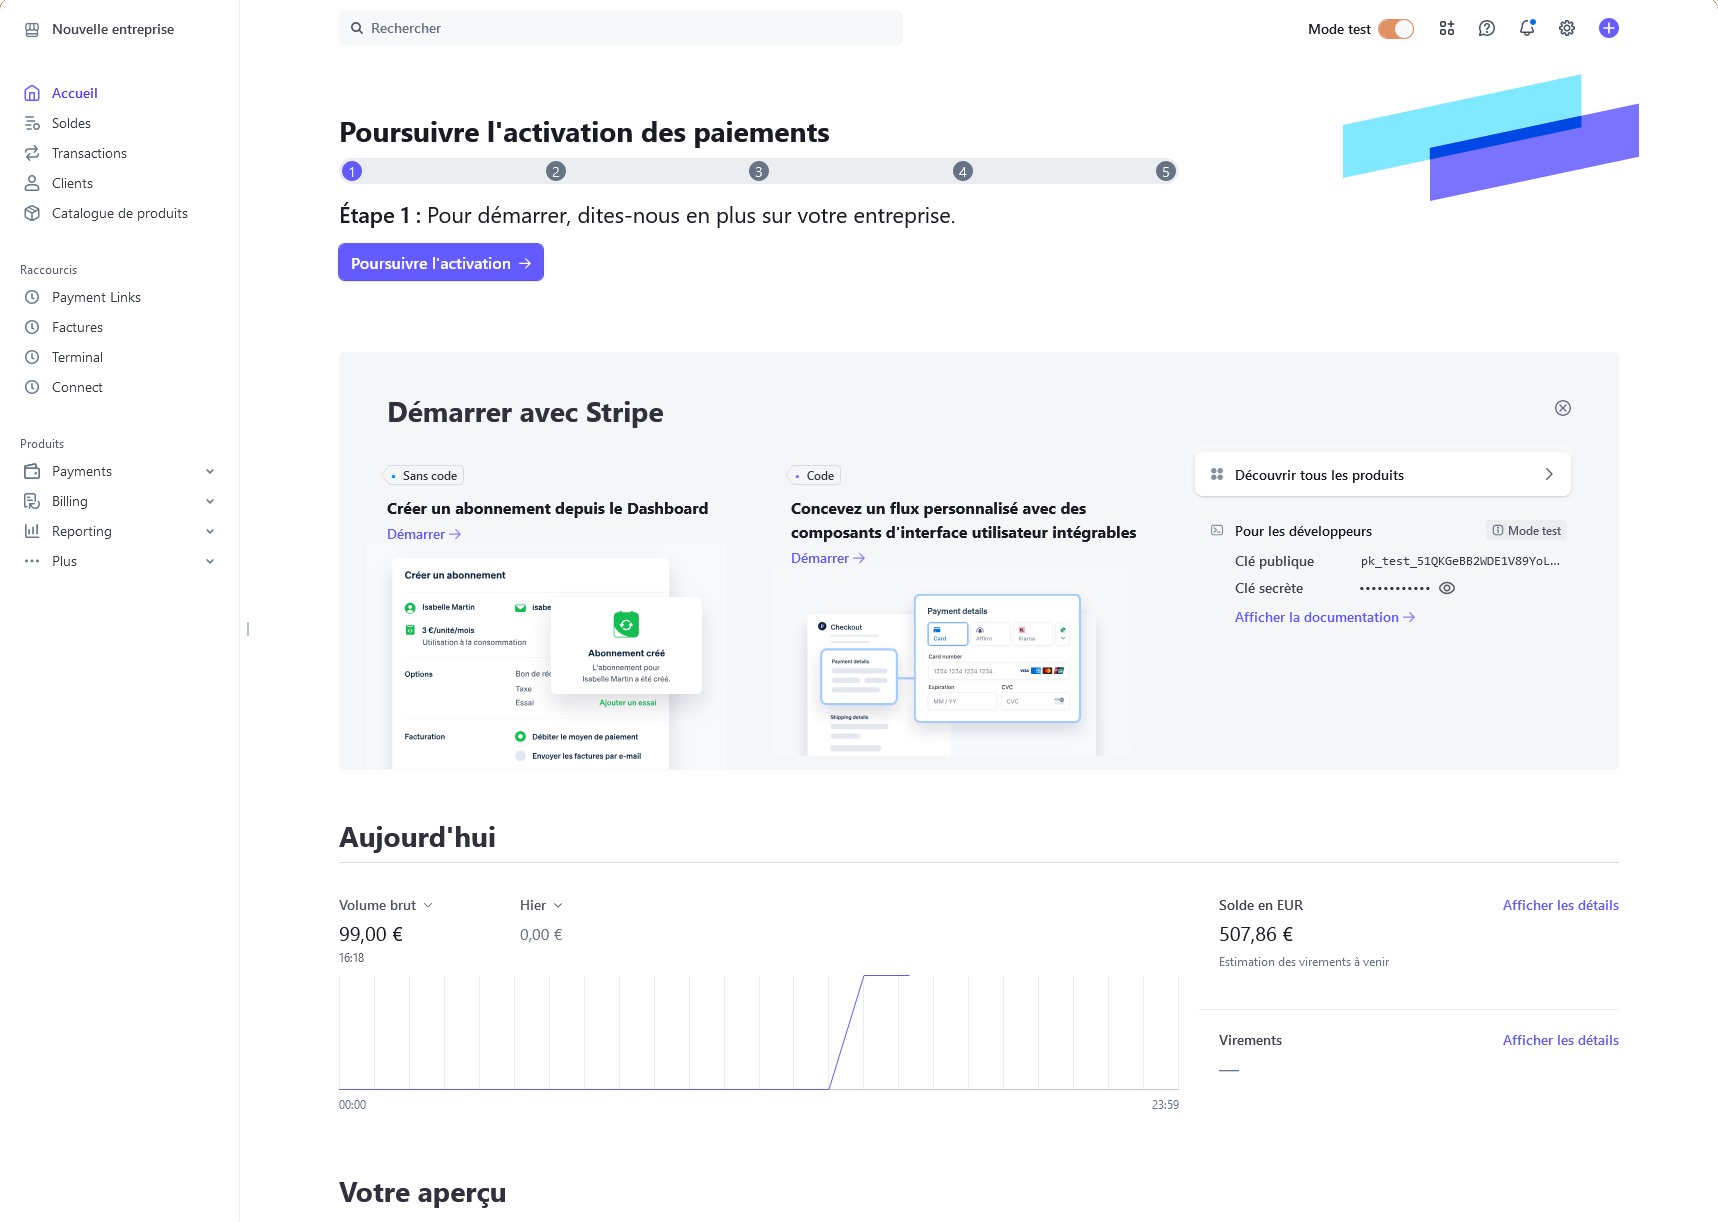 Nouvelle entreprise
Rechercher
Mode test
Accueil
Soldes
Transactions
Clients
Catalogue de produits
Raccourcis
Payment Links
Factures
Terminal
Connect
Produits
Payments
Billing
Reporting
Plus
Poursuivre l'activation des paiements
1 2 3 4 5
Étape 1 : Pour démarrer, dites-nous en plus sur votre entreprise.
Poursuivre l'activation →
Démarrer avec Stripe
Sans code
Créer un abonnement depuis le Dashboard
Démarrer →
Créer un abonnement
Isabelle Martin
isabe
3 €/unité/mois
Utilisation à la consommation
Options
Bon de réd
Taxe
Essai
Ajouter un essai
Facturation
Débiter le moyen de paiement
Envoyer les factures par e-mail
Abonnement créé
L'abonnement pour
Isabelle Martin a été créé.
Code
Concevez un flux personnalisé avec des
composants d'interface utilisateur intégrables
Démarrer →
P Checkout
Payment details
Shipping details
Payment details
Card
Affirm
K.
Klarna
Card number
1234 1234 1234 1234
VISA
Expiration
CVC
MM / YY
CVC
Découvrir tous les produits
Pour les développeurs
Mode test
Clé publique
pk_test_51QKGeBB2WDE1V89YoL…
Clé secrète
••••••••••••
Afficher la documentation →
Aujourd'hui
Volume brut
Hier
99,00 €
0,00 €
16:18
00:00
23:59
Solde en EUR
Afficher les détails
507,86 €
Estimation des virements à venir
Virements
Afficher les détails
—
Votre aperçu